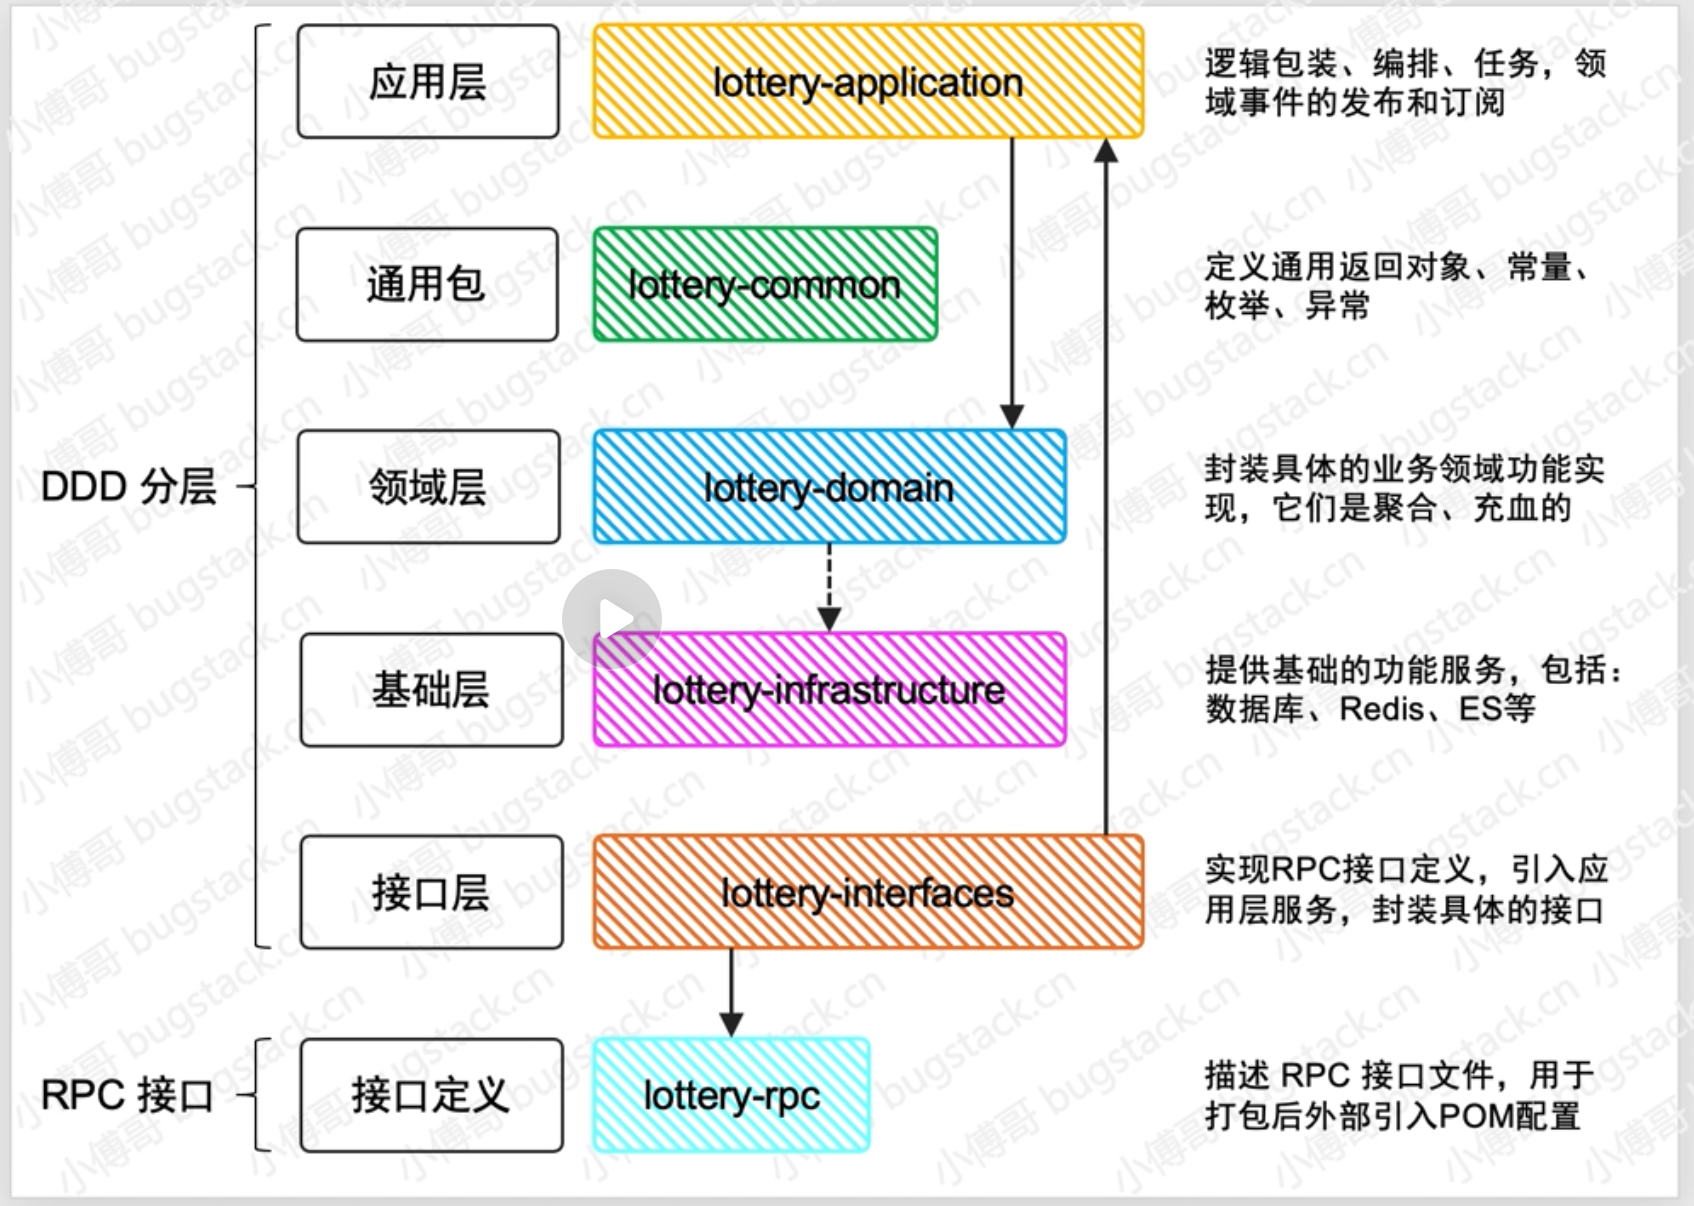 应用层
lottery-application
逻辑包装、编排、任务，领
域事件的发布和订阅
通用包
lottery-common
定义通用返回对象、常量、
枚举、异常
DDD 分层
领域层
lottery-domain
封装具体的业务领域功能实
现，它们是聚合、充血的
基础层
lottery-infrastructure
提供基础的功能服务，包括：
数据库、Redis、ES等
接口层
lottery-interfaces
实现RPC接口定义，引入应
用层服务，封装具体的接口
RPC 接口
接口定义
lottery-rpc
描述 RPC 接口文件，用于
打包后外部引入POM配置
小傅哥 bugstack.cn